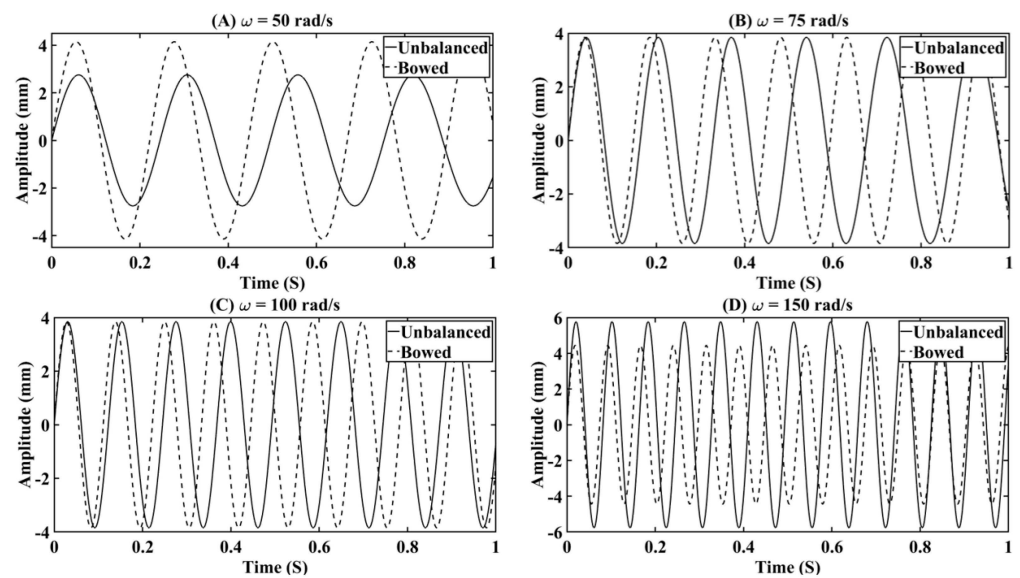 (A) ω = 50 rad/s
Unbalanced
Bowed
Amplitude (mm)
4
2
0
-2
-4
0 0.2 0.4 0.6 0.8 1
Time (S)
(B) ω = 75 rad/s
Unbalanced
Bowed
Amplitude (mm)
4
2
0
-2
-4
0 0.2 0.4 0.6 0.8 1
Time (S)
(C) ω = 100 rad/s
Unbalanced
Bowed
Amplitude (mm)
4
2
0
-2
-4
0 0.2 0.4 0.6 0.8 1
Time (S)
(D) ω = 150 rad/s
Unbalanced
Bowed
Amplitude (mm)
6
4
2
0
-2
-4
-6
0 0.2 0.4 0.6 0.8 1
Time (S)